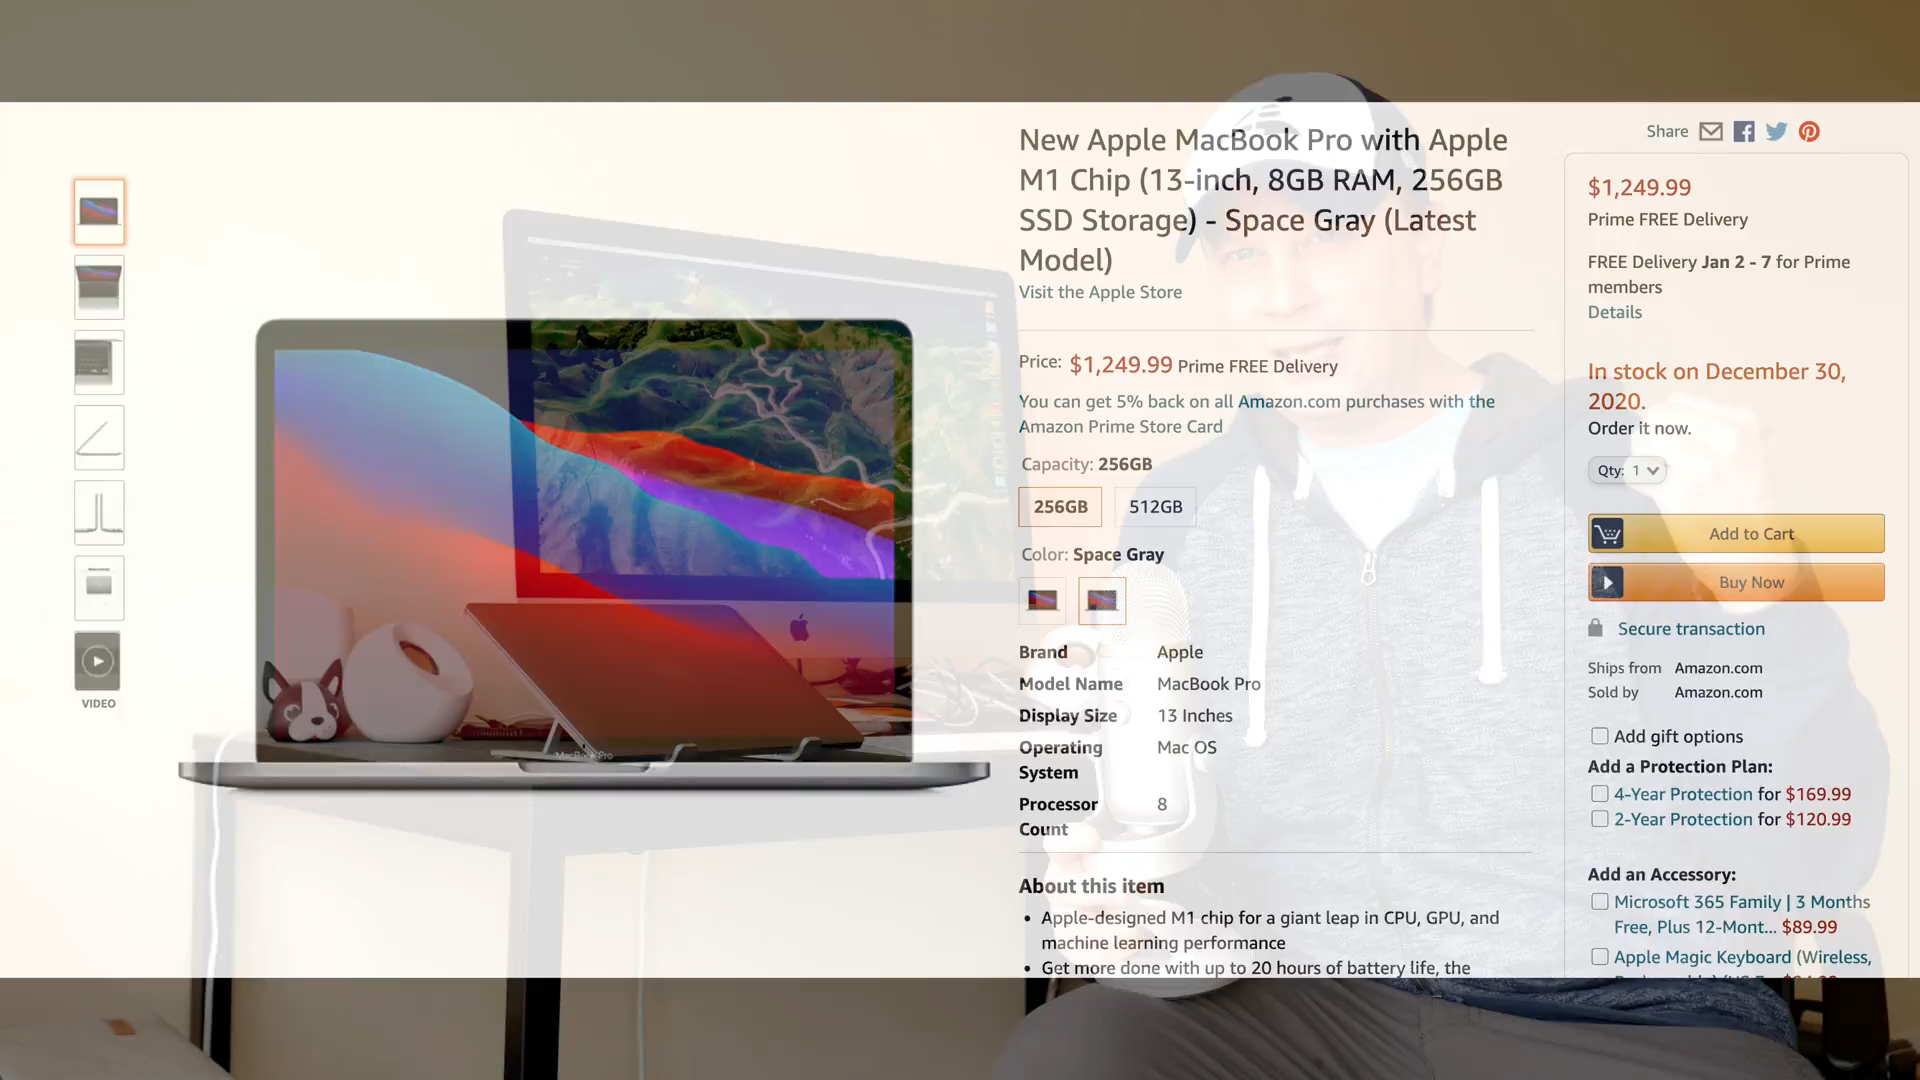 New Apple MacBook Pro with Apple
M1 Chip (13-inch, 8GB RAM, 256GB
SSD Storage) - Space Gray (Latest
Model)
Visit the Apple Store
Price: $1,249.99 Prime FREE Delivery
You can get 5% back on all Amazon.com purchases with the
Amazon Prime Store Card
Capacity: 256GB
256GB 512GB
Color: Space Gray
Brand Apple
Model Name MacBook Pro
Display Size 13 Inches
Operating Mac OS
System
Processor 8
Count
About this item
• Apple-designed M1 chip for a giant leap in CPU, GPU, and
machine learning performance
• Get more done with up to 20 hours of battery life, the
VIDEO
MacBook Pro
Share
$1,249.99
Prime FREE Delivery
FREE Delivery Jan 2 - 7 for Prime
members
Details
In stock on December 30,
2020.
Order it now.
Qty: 1
Add to Cart
Buy Now
Secure transaction
Ships from Amazon.com
Sold by Amazon.com
Add gift options
Add a Protection Plan:
4-Year Protection for $169.99
2-Year Protection for $120.99
Add an Accessory:
Microsoft 365 Family | 3 Months
Free, Plus 12-Mont... $89.99
Apple Magic Keyboard (Wireless,